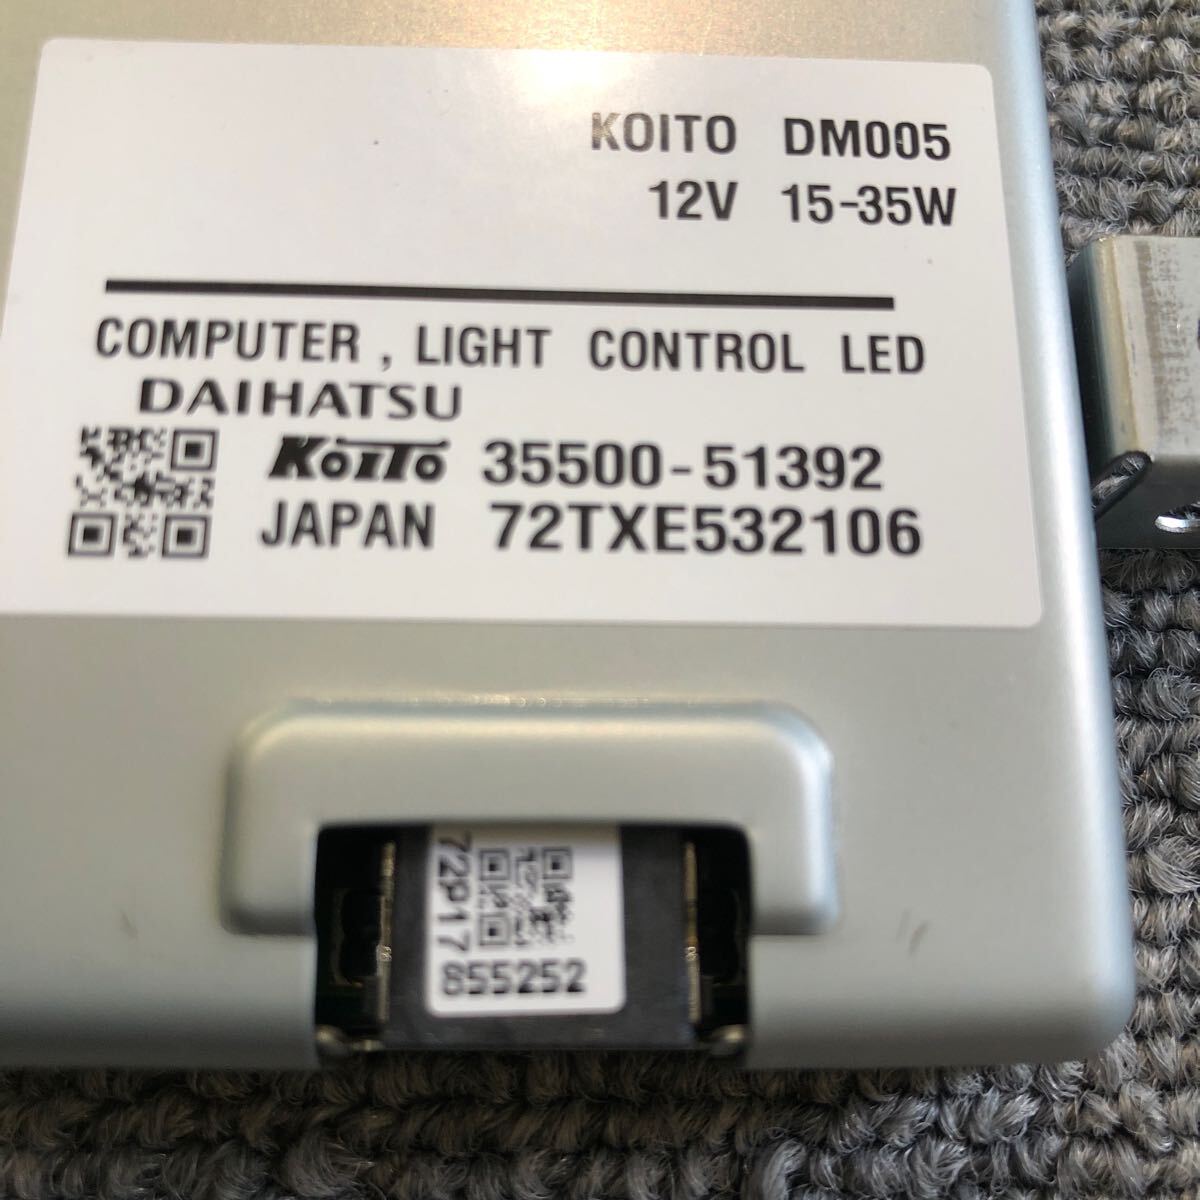 KOITO DM005
12V 15-35W
COMPUTER , LIGHT CONTROL LED
DAIHATSU
KOITO 35500-51392
JAPAN 72TXE532106
72P17
855252